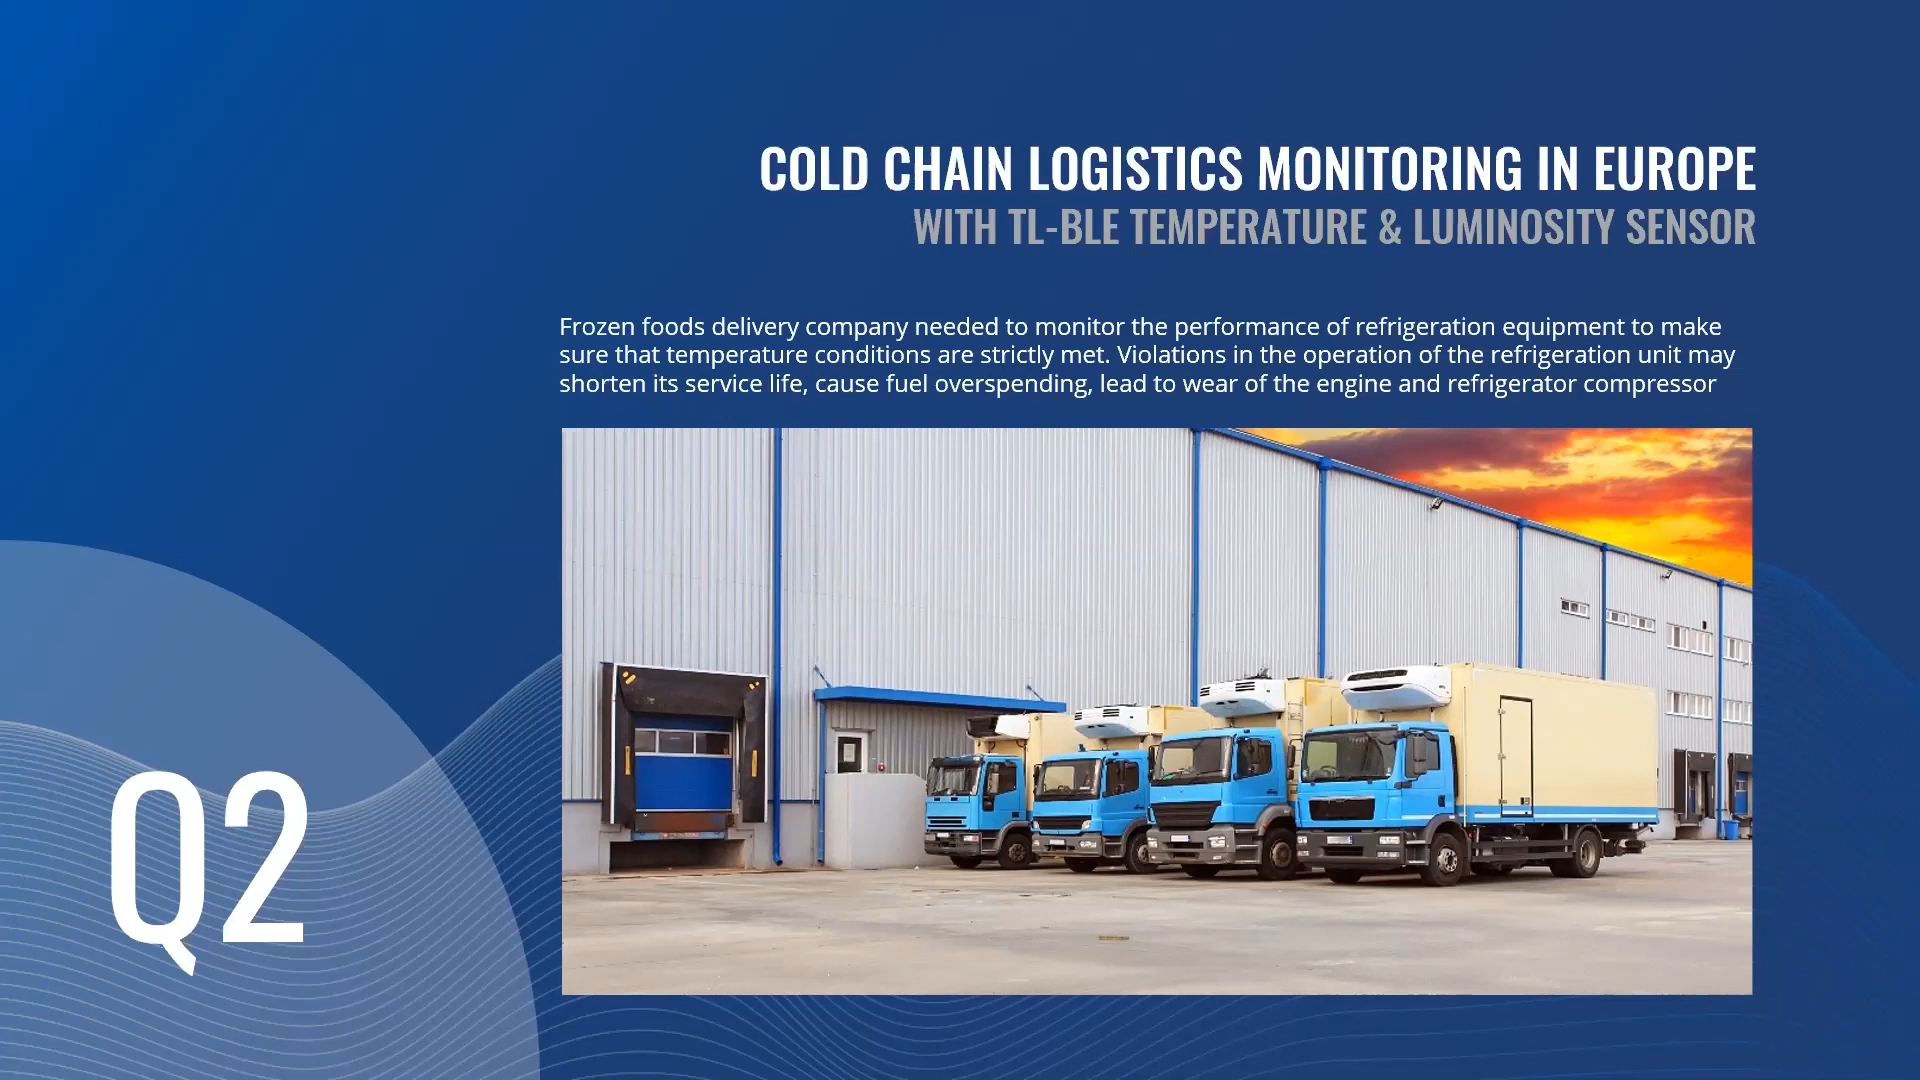 COLD CHAIN LOGISTICS MONITORING IN EUROPE
WITH TL-BLE TEMPERATURE & LUMINOSITY SENSOR
Frozen foods delivery company needed to monitor the performance of refrigeration equipment to make
sure that temperature conditions are strictly met. Violations in the operation of the refrigeration unit may
shorten its service life, cause fuel overspending, lead to wear of the engine and refrigerator compressor
Q2